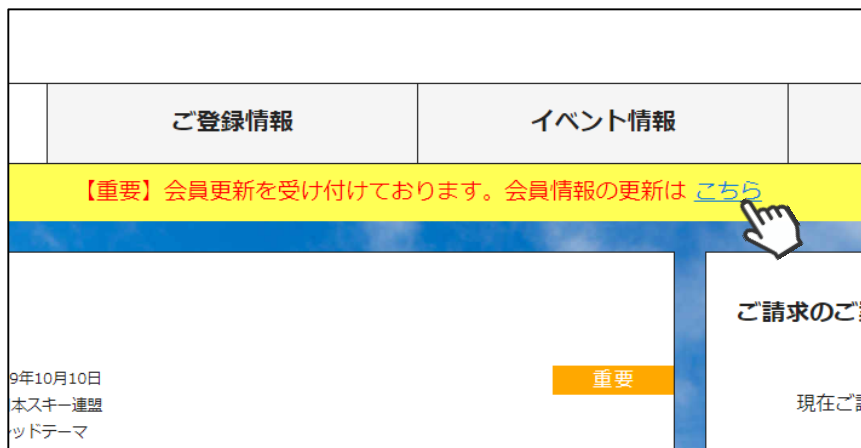 ご登録情報
イベント情報
【重要】会員更新を受け付けております。会員情報の更新は こちら
ご請求のご
9年10月10日
重要
本スキー連盟
現在ご
ッドテーマ